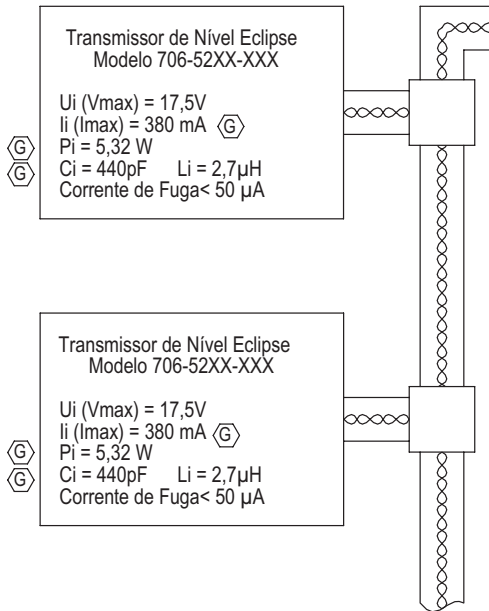 Transmissor de Nível Eclipse
Modelo 706-52XX-XXX
Ui (Vmax) = 17,5V
Ii (Imax) = 380 mA G
G Pi = 5,32 W
G Ci = 440pF Li = 2,7µH
Corrente de Fuga< 50 µA
Transmissor de Nível Eclipse
Modelo 706-52XX-XXX
Ui (Vmax) = 17,5V
Ii (Imax) = 380 mA G
G Pi = 5,32 W
G Ci = 440pF Li = 2,7µH
Corrente de Fuga< 50 µA